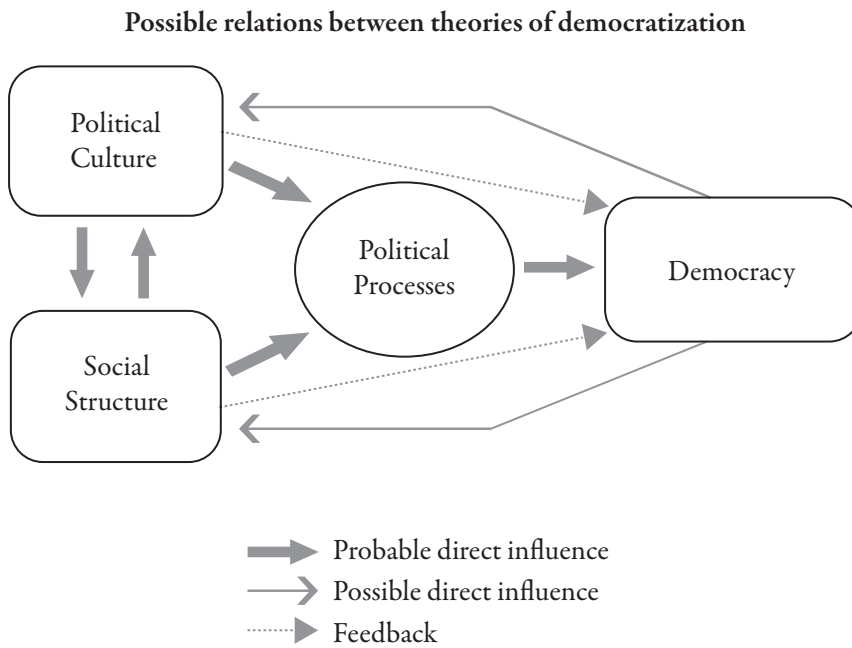 Possible relations between theories of democratization
Political
Culture
Political
Processes
Democracy
Social
Structure
Probable direct influence
Possible direct influence
Feedback